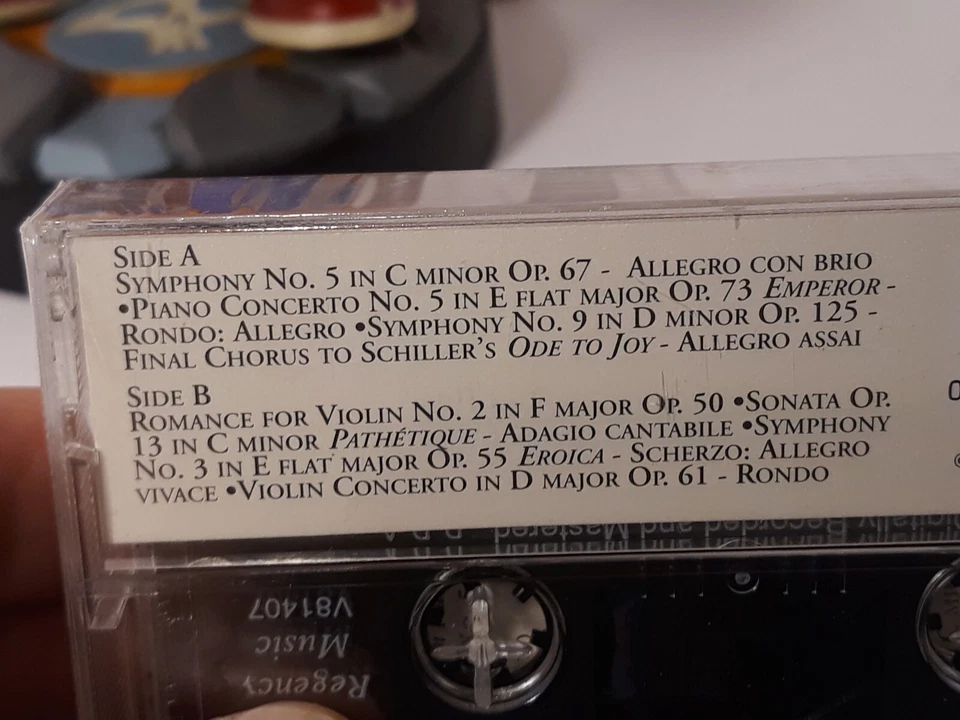 SIDE A
SYMPHONY NO. 5 IN C MINOR OP. 67 - ALLEGRO CON BRIO
•PIANO CONCERTO NO. 5 IN E FLAT MAJOR OP. 73 EMPEROR -
RONDO: ALLEGRO •SYMPHONY NO. 9 IN D MINOR OP. 125 -
FINAL CHORUS TO SCHILLER'S ODE TO JOY - ALLEGRO ASSAI
SIDE B
ROMANCE FOR VIOLIN NO. 2 IN F MAJOR OP. 50 •SONATA OP.
13 IN C MINOR PATHÉTIQUE - ADAGIO CANTABILE •SYMPHONY
NO. 3 IN E FLAT MAJOR OP. 55 EROICA - SCHERZO: ALLEGRO
VIVACE •VIOLIN CONCERTO IN D MAJOR OP. 61 - RONDO
Digitally Recorded and Mastered
V81407
Music
Regency